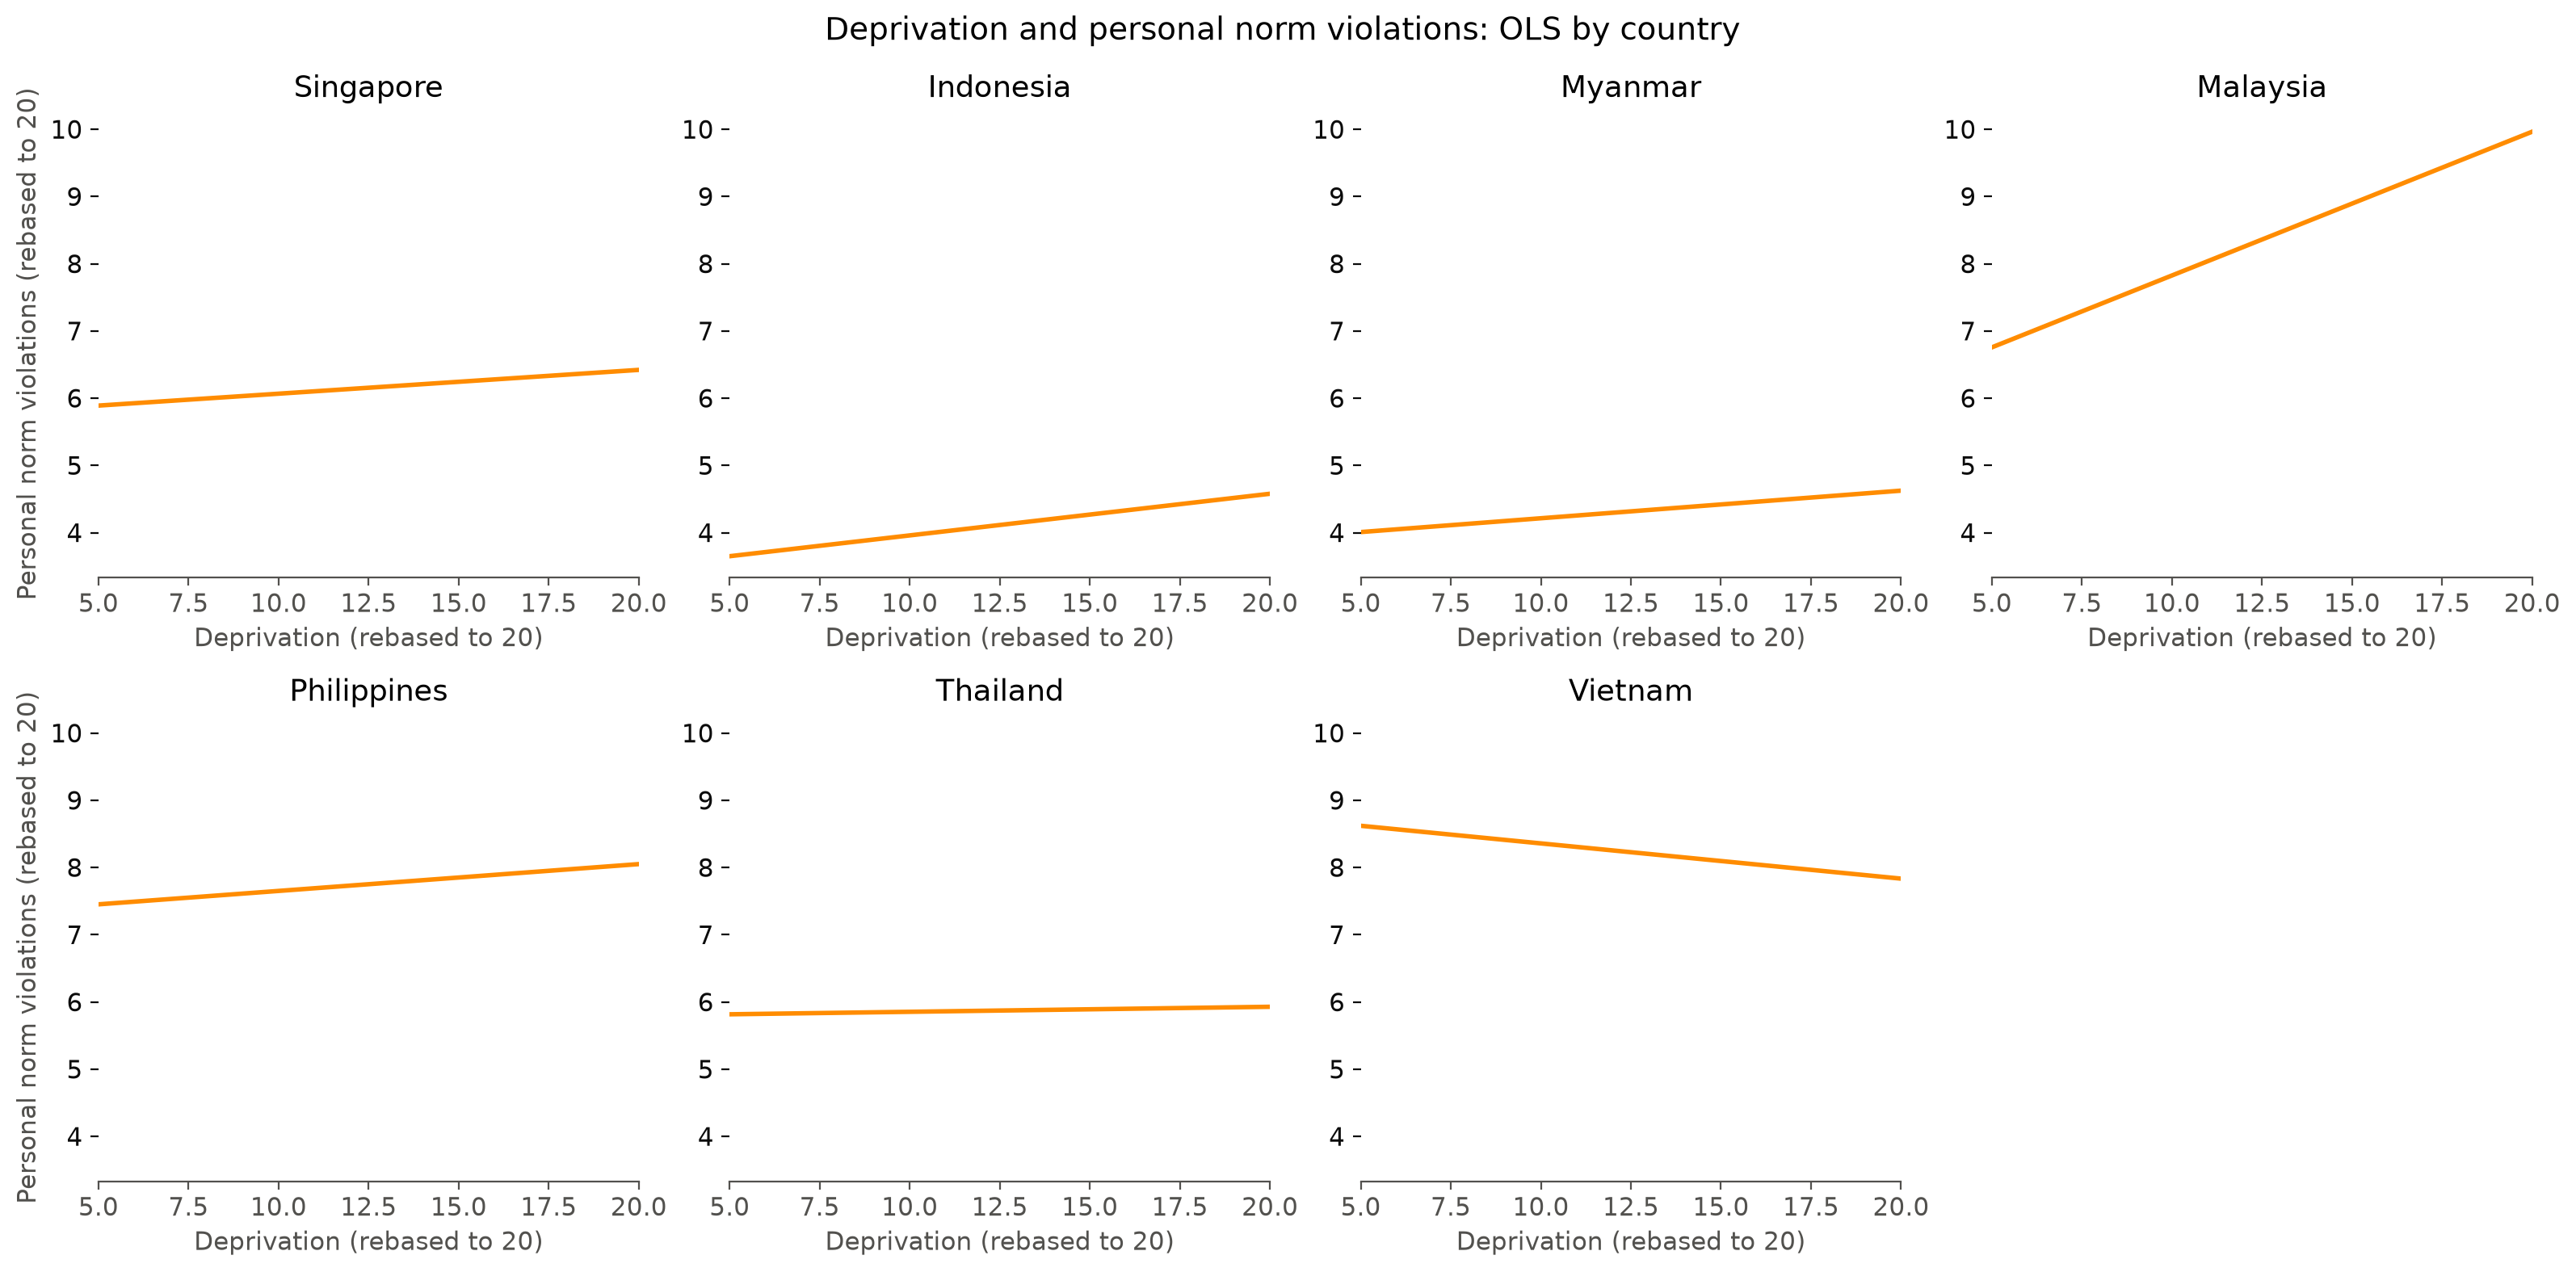 Deprivation and personal norm violations: OLS by country
Singapore
Personal norm violations (rebased to 20)
10
9
8
7
6
5
4
5.0 7.5 10.0 12.5 15.0 17.5 20.0
Deprivation (rebased to 20)
Indonesia
10
9
8
7
6
5
4
5.0 7.5 10.0 12.5 15.0 17.5 20.0
Deprivation (rebased to 20)
Myanmar
10
9
8
7
6
5
4
5.0 7.5 10.0 12.5 15.0 17.5 20.0
Deprivation (rebased to 20)
Malaysia
10
9
8
7
6
5
4
5.0 7.5 10.0 12.5 15.0 17.5 20.0
Deprivation (rebased to 20)
Philippines
Personal norm violations (rebased to 20)
10
9
8
7
6
5
4
5.0 7.5 10.0 12.5 15.0 17.5 20.0
Deprivation (rebased to 20)
Thailand
10
9
8
7
6
5
4
5.0 7.5 10.0 12.5 15.0 17.5 20.0
Deprivation (rebased to 20)
Vietnam
10
9
8
7
6
5
4
5.0 7.5 10.0 12.5 15.0 17.5 20.0
Deprivation (rebased to 20)